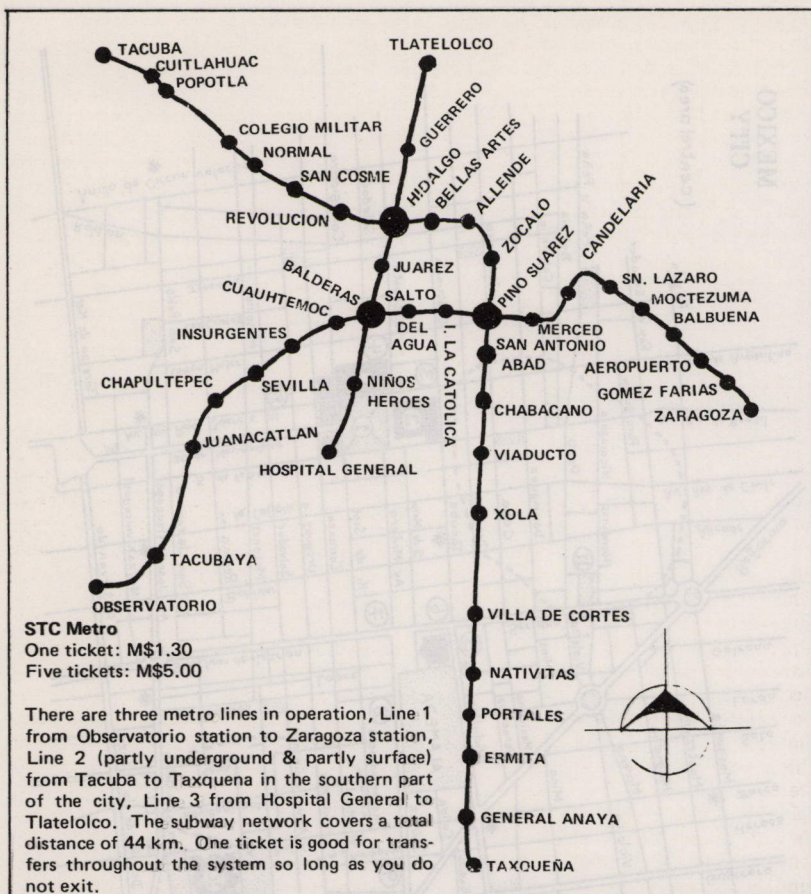 TACUBA
CUITLAHUAC
POPOTLA
COLEGIO MILITAR
NORMAL
SAN COSME
REVOLUCION
TLATELOLCO
GUERRERO
HIDALGO
BELLAS ARTES
ALLENDE
ZOCALO
PINO SUAREZ
CANDELARIA
JUAREZ
BALDERAS
SALTO
DEL
AGUA
I. LA CATOLICA
CUAUHTEMOC
INSURGENTES
SEVILLA
CHAPULTEPEC
JUANACATLAN
TACUBAYA
OBSERVATORIO
NIÑOS
HEROES
HOSPITAL GENERAL
MERCED
SN. LAZARO
MOCTEZUMA
BALBUENA
AEROPUERTO
GOMEZ FARIAS
ZARAGOZA
SAN ANTONIO
ABAD
CHABACANO
VIADUCTO
XOLA
VILLA DE CORTES
NATIVITAS
PORTALES
ERMITA
GENERAL ANAYA
TAXQUEÑA
STC Metro
One ticket: M$1.30
Five tickets: M$5.00
There are three metro lines in operation, Line 1
from Observatorio station to Zaragoza station,
Line 2 (partly underground & partly surface)
from Tacuba to Taxquena in the southern part
of the city, Line 3 from Hospital General to
Tlatelolco. The subway network covers a total
distance of 44 km. One ticket is good for trans-
fers throughout the system so long as you do
not exit.
MEXICO
CITY
(central area)